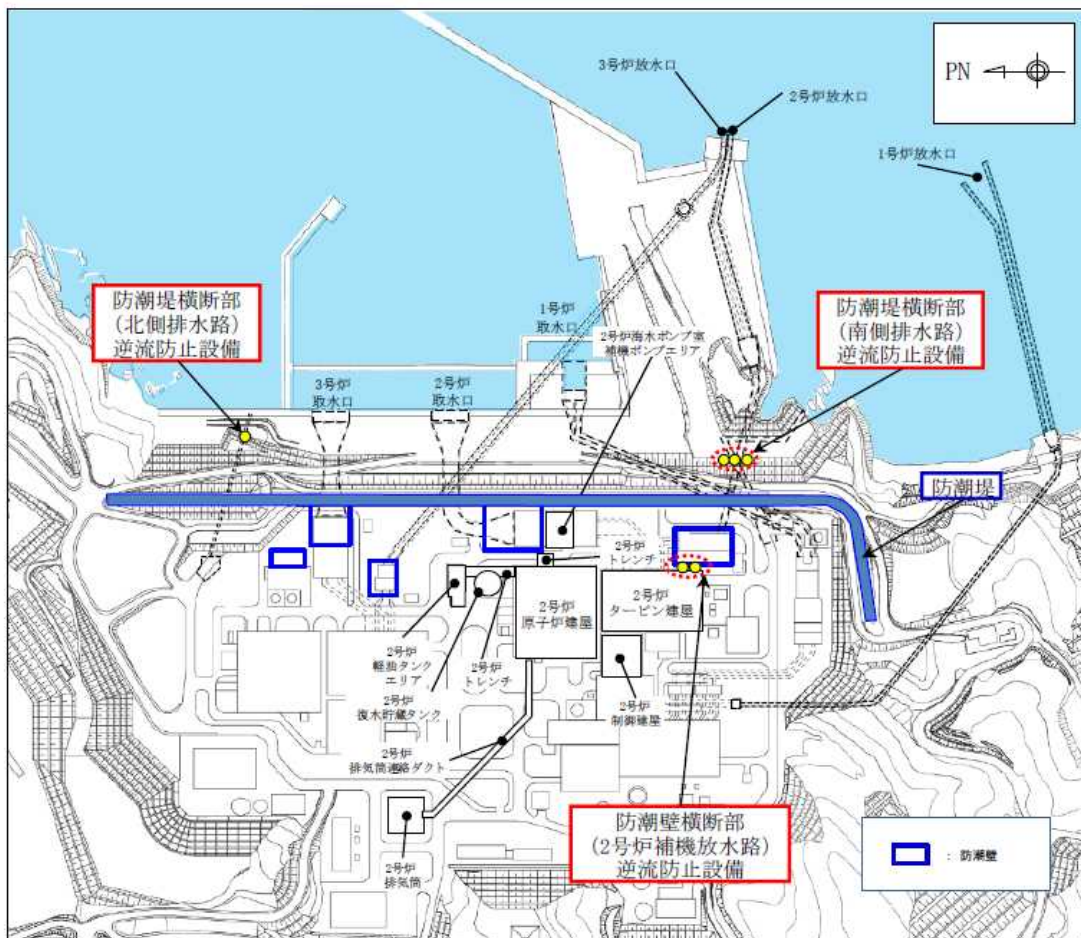 PN
3号炉放水口
2号炉放水口
1号炉放水口
防潮堤横断部
(北側排水路)
逆流防止設備
1号炉
取水口
2号炉海水ポンプ室
補機ポンプエリア
防潮堤横断部
(南側排水路)
逆流防止設備
3号炉
取水口
2号炉
取水口
防潮堤
2号炉
トレンチ
2号炉
原子炉建屋
2号炉
タービン建屋
2号炉
軽油タンク
エリア
2号炉
トレンチ
2号炉
復水貯蔵タンク
2号炉
制御建屋
2号炉
排気筒連絡ダクト
防潮壁横断部
(2号炉補機放水路)
逆流防止設備
2号炉
排気筒
：防潮壁